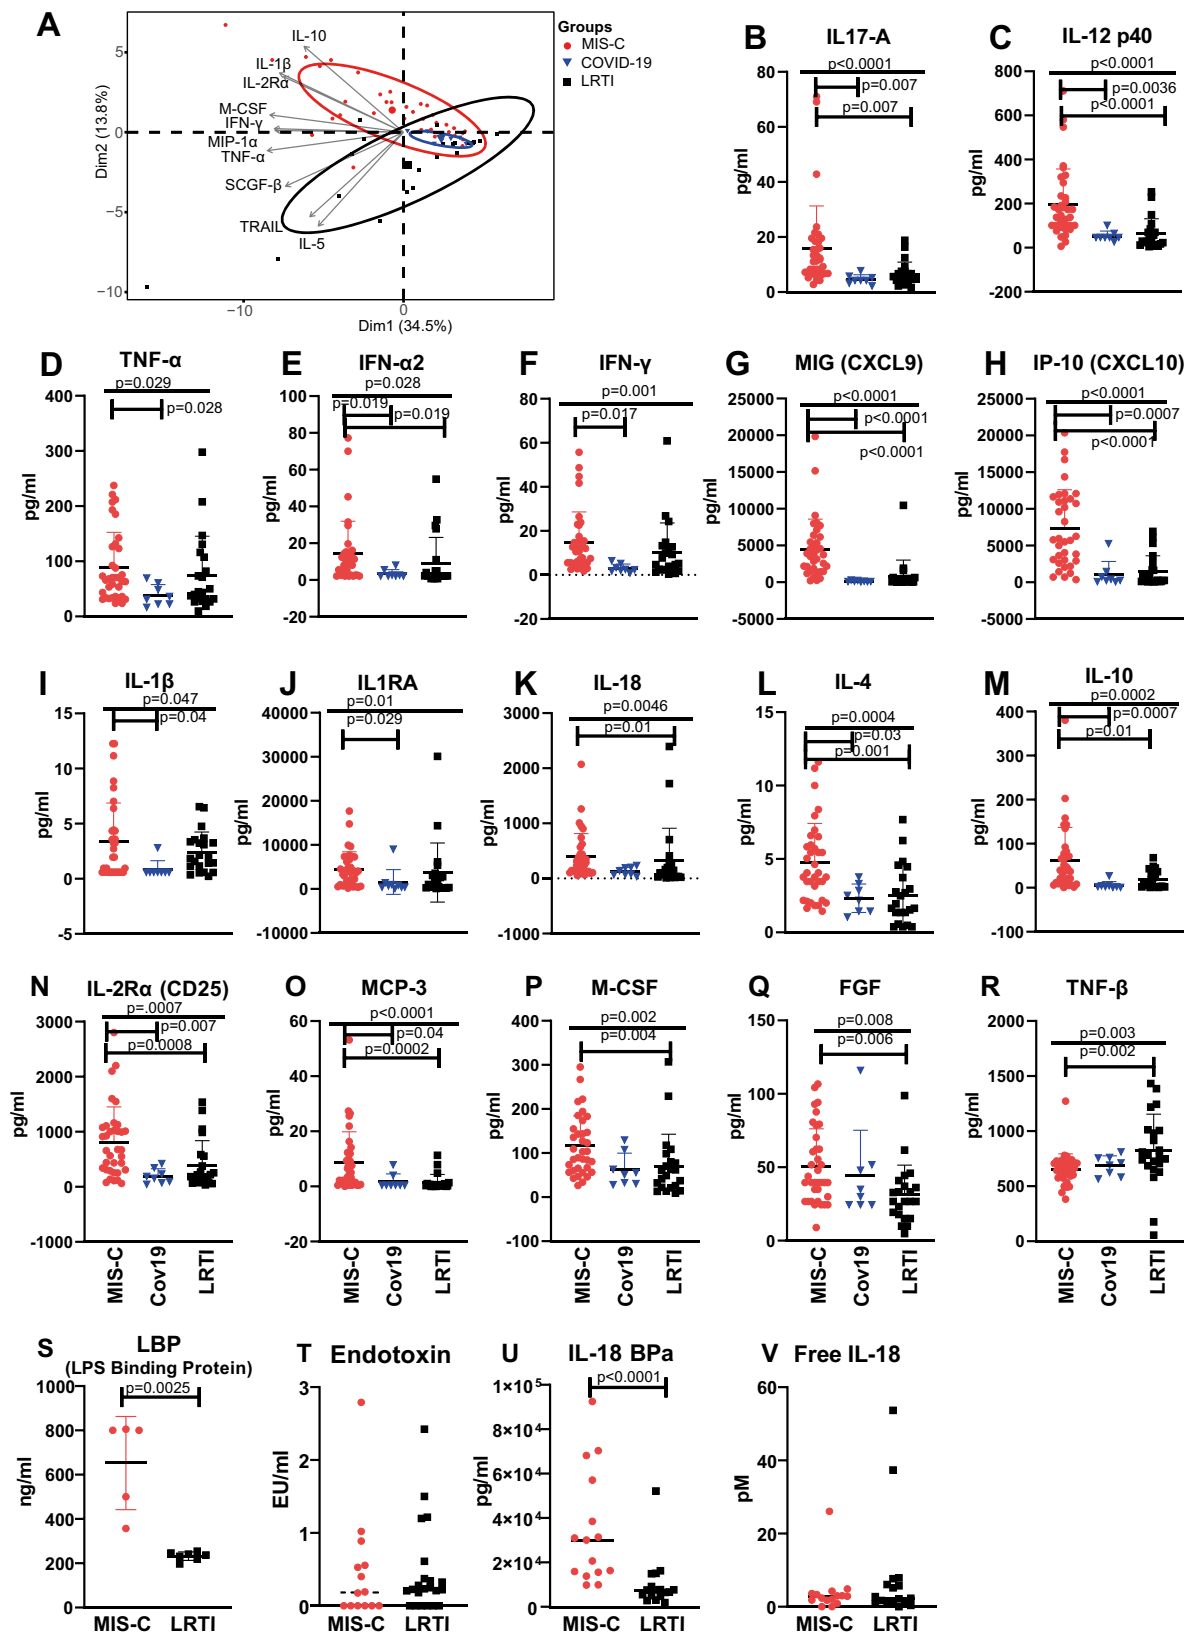 A
Groups
MIS-C
COVID-19
LRTI
IL-10
IL-1β
IL-2Rα
M-CSF
IFN-γ
MIP-1α
TNF-α
SCGF-β
TRAIL
IL-5
Dim2 (13.8%)
5
0
−5
−10
−10
0
Dim1 (34.5%)
B
IL17-A
p<0.0001
p=0.007
p=0.007
pg/ml
80
60
40
20
0
C
IL-12 p40
p<0.0001
p=0.0036
p<0.0001
pg/ml
800
600
400
200
0
-200
D
TNF-α
p=0.029
p=0.028
pg/ml
400
300
200
100
0
E
IFN-α2
p=0.028
p=0.019
p=0.019
pg/ml
100
80
60
40
20
0
-20
F
IFN-γ
p=0.001
p=0.017
pg/ml
80
60
40
20
0
-20
G
MIG (CXCL9)
p<0.0001
p<0.0001
p<0.0001
pg/ml
25000
20000
15000
10000
5000
0
-5000
H
IP-10 (CXCL10)
p<0.0001
p=0.0007
p<0.0001
pg/ml
25000
20000
15000
10000
5000
0
-5000
I
IL-1β
p=0.047
p=0.04
pg/ml
15
10
5
0
-5
J
IL1RA
p=0.01
p=0.029
pg/ml
40000
30000
20000
10000
0
-10000
K
IL-18
p=0.0046
p=0.01
pg/ml
3000
2000
1000
0
-1000
L
IL-4
p=0.0004
p=0.03
p=0.001
pg/ml
15
10
5
0
M
IL-10
p=0.0002
p=0.0007
p=0.01
pg/ml
400
300
200
100
0
-100
N
IL-2Rα (CD25)
p=.0007
p=0.007
p=0.0008
pg/ml
3000
2000
1000
0
-1000
MIS-C
Cov19
LRTI
O
MCP-3
p<0.0001
p=0.04
p=0.0002
pg/ml
60
40
20
0
-20
MIS-C
Cov19
LRTI
P
M-CSF
p=0.002
p=0.004
pg/ml
400
300
200
100
0
-100
MIS-C
Cov19
LRTI
Q
FGF
p=0.008
p=0.006
pg/ml
150
100
50
0
MIS-C
Cov19
LRTI
R
TNF-β
p=0.003
p=0.002
pg/ml
2000
1500
1000
500
0
MIS-C
Cov19
LRTI
S
LBP
(LPS Binding Protein)
p=0.0025
ng/ml
1000
800
600
400
200
0
MIS-C
LRTI
T
Endotoxin
EU/ml
3
2
1
0
MIS-C
LRTI
U
IL-18 BPa
p<0.0001
pg/ml
1×10⁵
8×10⁴
6×10⁴
4×10⁴
2×10⁴
0
MIS-C
LRTI
V
Free IL-18
pM
60
40
20
0
MIS-C
LRTI